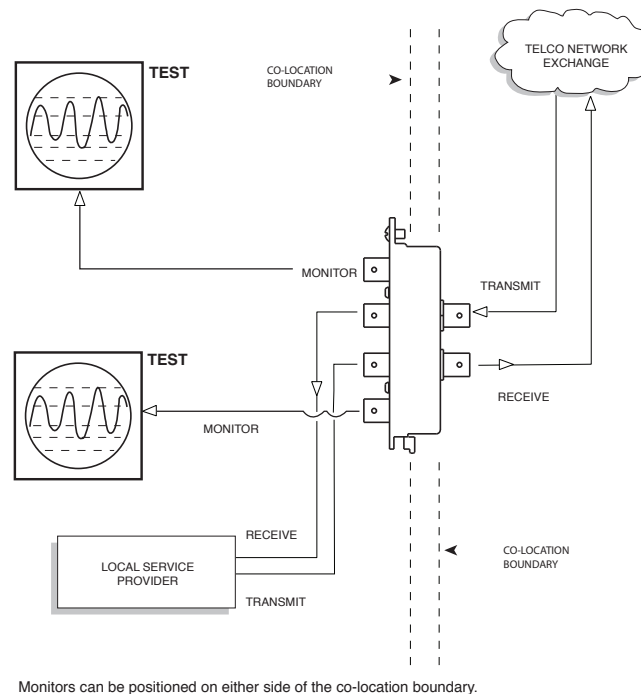 TELCO NETWORK
EXCHANGE
TEST
CO-LOCATION
BOUNDARY
MONITOR
TRANSMIT
TEST
RECEIVE
MONITOR
RECEIVE
LOCAL SERVICE
PROVIDER
CO-LOCATION
BOUNDARY
TRANSMIT
Monitors can be positioned on either side of the co-location boundary.